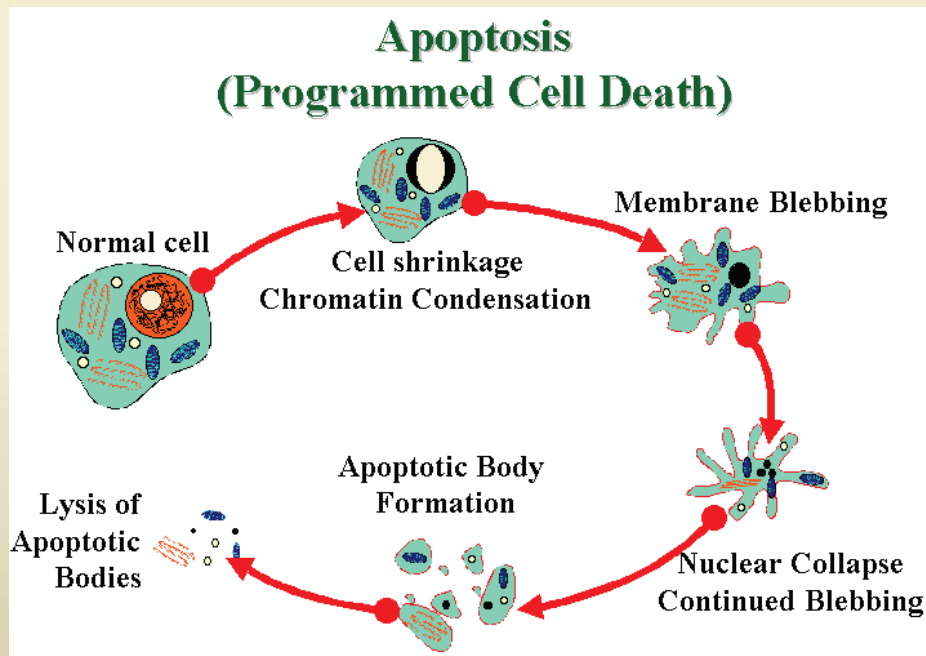 Apoptosis
(Programmed Cell Death)
Normal cell
Cell shrinkage
Chromatin Condensation
Membrane Blebbing
Nuclear Collapse
Continued Blebbing
Apoptotic Body
Formation
Lysis of
Apoptotic
Bodies